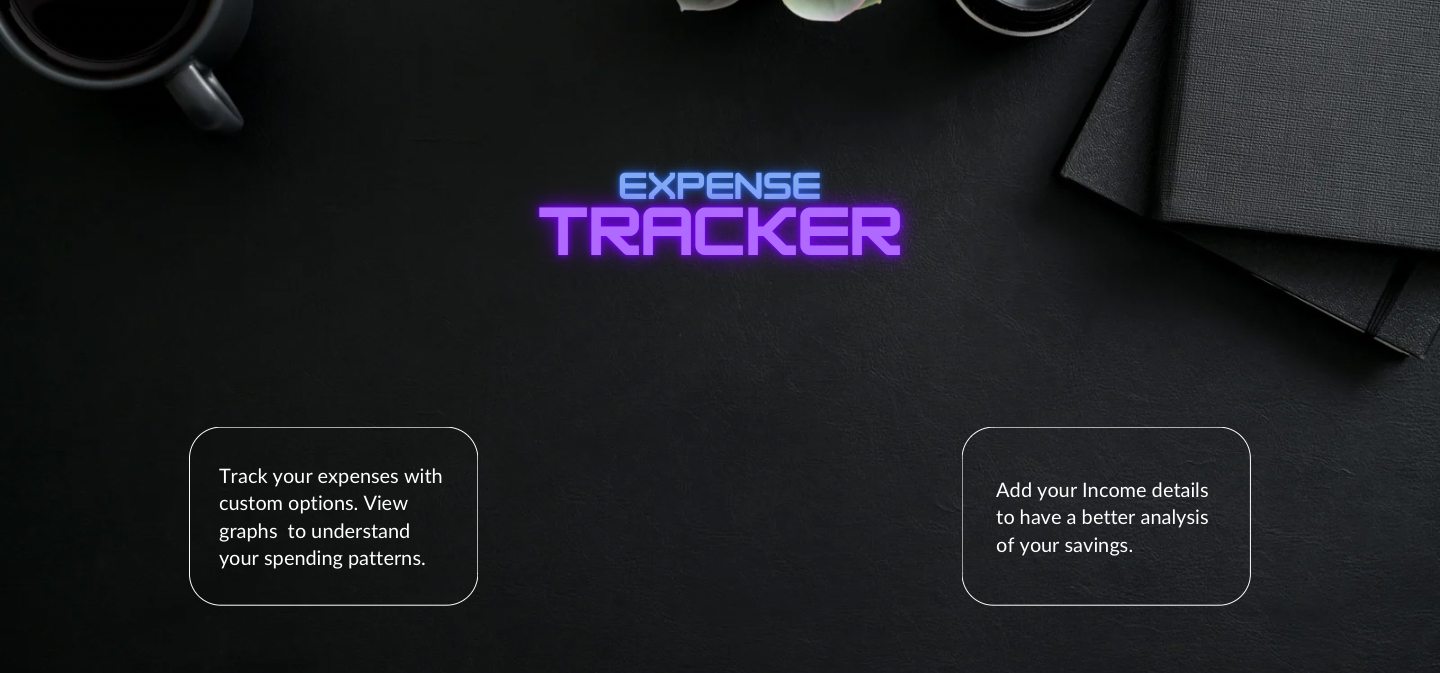 EXPENSE
TRACKER
Track your expenses with
custom options. View
graphs  to understand
your spending patterns.
Add your Income details
to have a better analysis
of your savings.